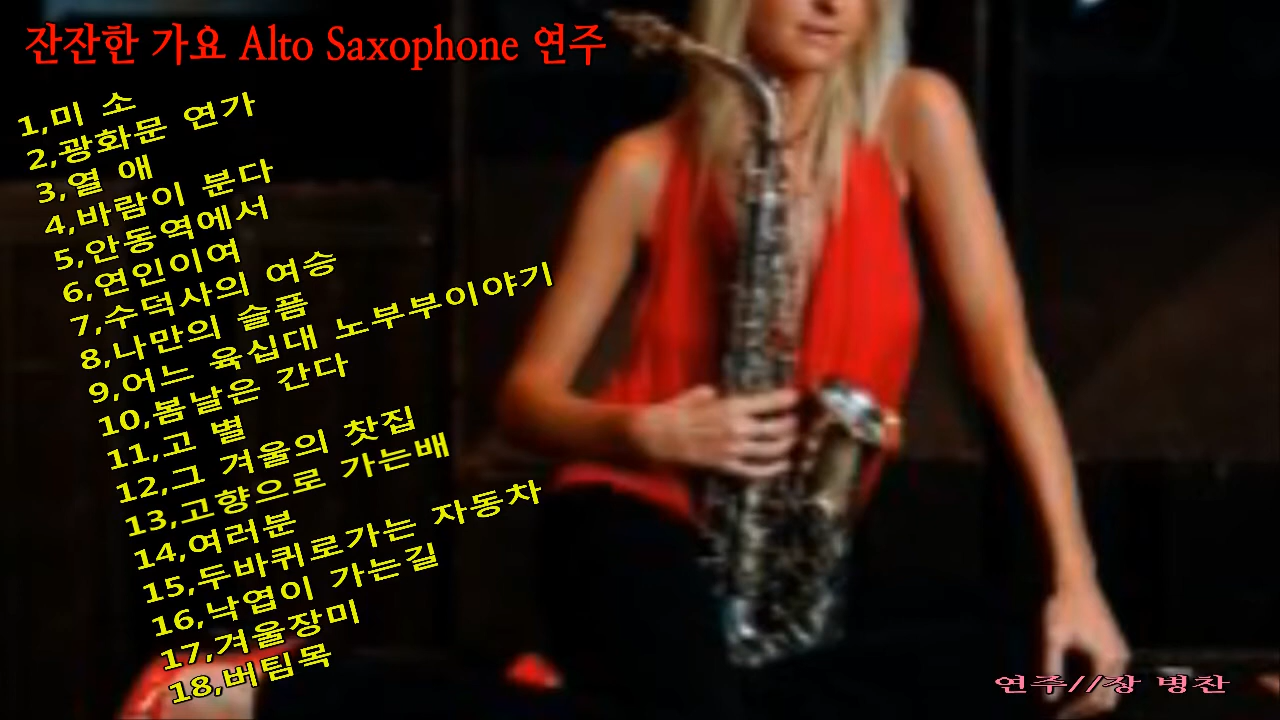 잔잔한 가요 Alto Saxophone 연주
1,미 소
2,광화문 연가
3,열 애
4,바람이 분다
5,안동역에서
6,연인이여
7,수덕사의 여승
8,나만의 슬픔
9,어느 육십대 노부부이야기
10,봄날은 간다
11,고 별
12,그 겨울의 찻집
13,고향으로 가는배
14,여러분
15,두바퀴로가는 자동차
16,낙엽이 가는길
17,겨울장미
18,버팀목
연주//장 병찬